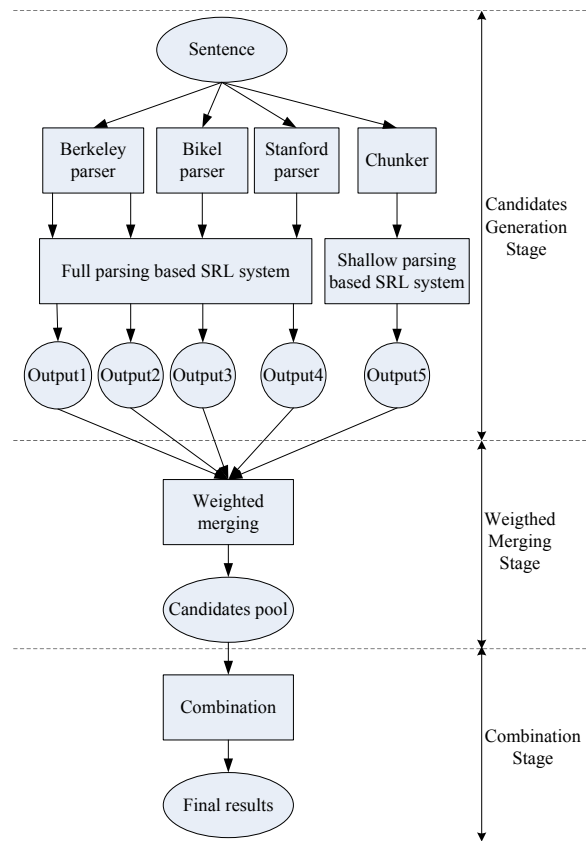 Sentence
Berkeley
parser
Bikel
parser
Stanford
parser
Chunker
Candidates
Generation
Stage
Full parsing based SRL system
Shallow parsing
based SRL system
Output1
Output2
Output3
Output4
Output5
Weighted
merging
Weigthed
Merging
Stage
Candidates pool
Combination
Combination
Stage
Final results